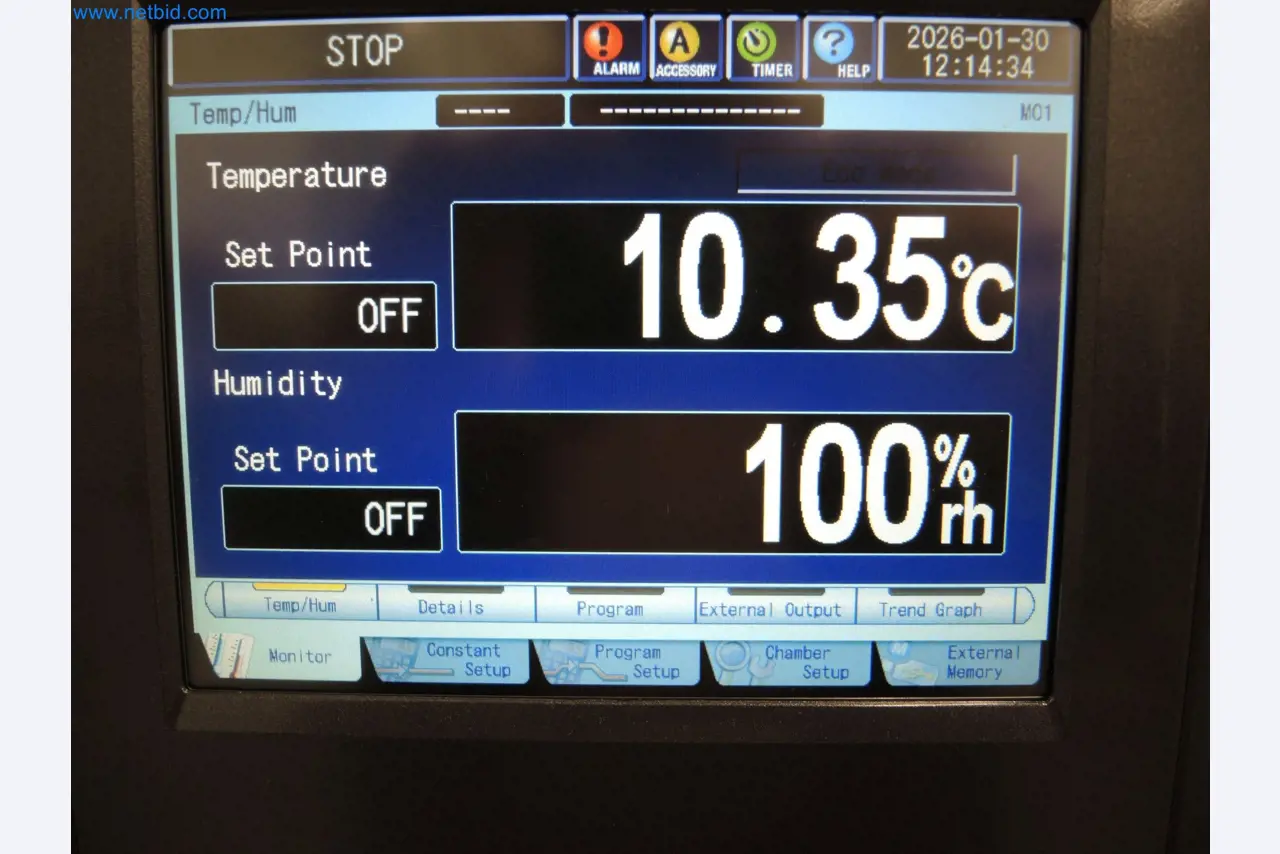 www.netbid.com
STOP
ALARM
A
ACCESSORY
TIMER
?
HELP
2026-01-30
12:14:34
Temp/Hum
----
--------------
M01
Temperature
Set Point
OFF
10.35℃
Humidity
Set Point
OFF
100%rh
Temp/Hum
Details
Program
External Output
Trend Graph
Monitor
Constant
Setup
Program
Setup
Chamber
Setup
M
External
Memory